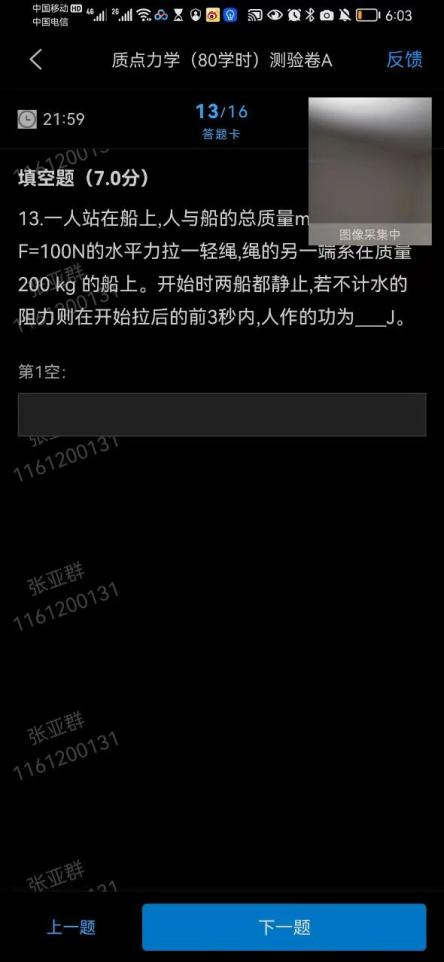 中国移动 HD
中国电信
4G
2G
6:03
质点力学（80学时）测验卷A
反馈
21:59
13/16
答题卡
图像采集中
填空题（7.0分）
13.一人站在船上,人与船的总质量m
F=100N的水平力拉一轻绳,绳的另一端系在质量
200 kg 的船上。开始时两船都静止,若不计水的
阻力则在开始拉后的前3秒内,人作的功为___J。
第1空:
张亚群
1161200131
张亚群
1161200131
张亚群
1161200131
张亚群
上一题
下一题